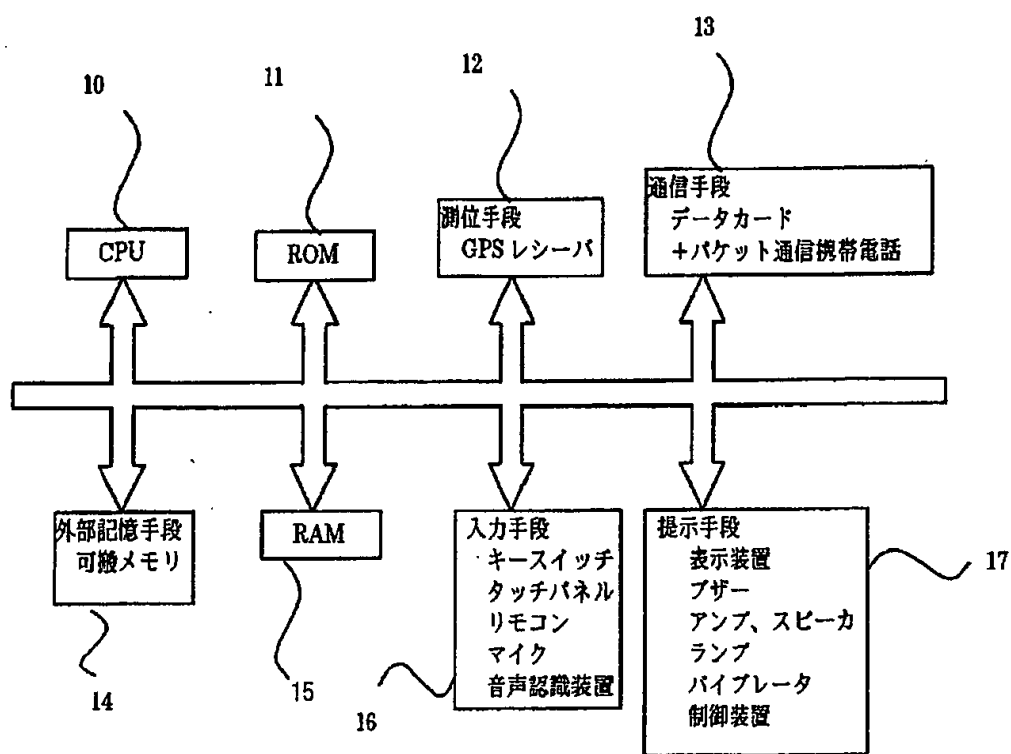 10
CPU
11
ROM
12
測位手段
GPSレシーバ
13
通信手段
データカード
+パケット通信携帯電話
外部記憶手段
可搬メモリ
14
RAM
15
入力手段
キースイッチ
タッチパネル
リモコン
マイク
音声認識装置
16
提示手段
表示装置
ブザー
アンプ、スピーカ
ランプ
バイブレータ
制御装置
17